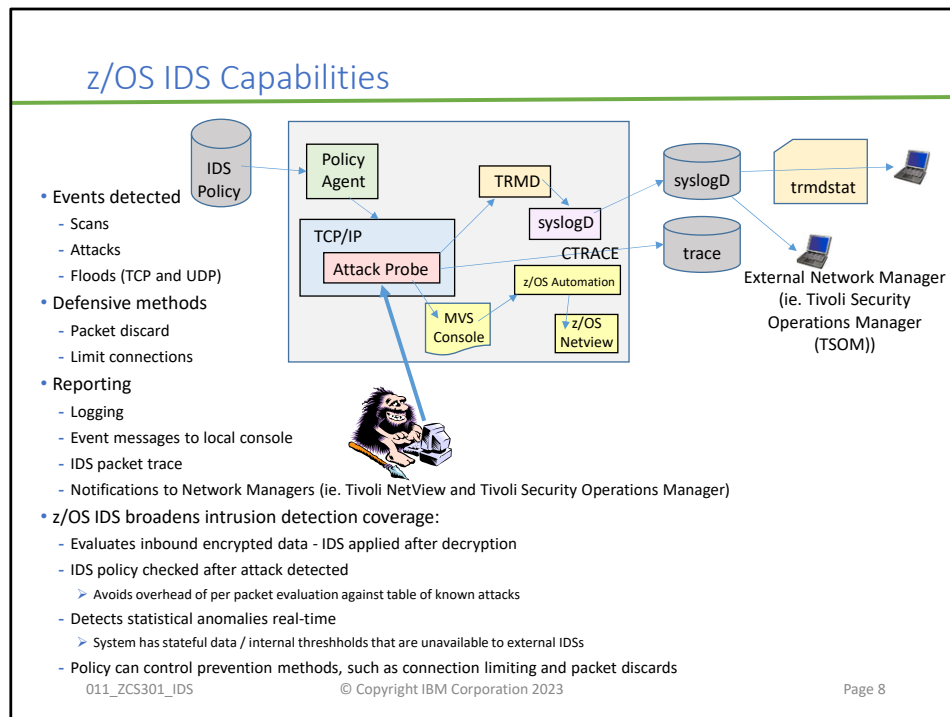 z/OS IDS Capabilities
IDS
Policy
Policy
Agent
TCP/IP
Attack Probe
TRMD
syslogD
CTRACE
z/OS Automation
MVS
Console
z/OS
Netview
syslogD
trace
trmdstat
External Network Manager
(ie. Tivoli Security
Operations Manager
(TSOM))
• Events detected
- Scans
- Attacks
- Floods (TCP and UDP)
• Defensive methods
- Packet discard
- Limit connections
• Reporting
- Logging
- Event messages to local console
- IDS packet trace
- Notifications to Network Managers (ie. Tivoli NetView and Tivoli Security Operations Manager)
• z/OS IDS broadens intrusion detection coverage:
- Evaluates inbound encrypted data - IDS applied after decryption
- IDS policy checked after attack detected
➢ Avoids overhead of per packet evaluation against table of known attacks
- Detects statistical anomalies real-time
➢ System has stateful data / internal threshholds that are unavailable to external IDSs
- Policy can control prevention methods, such as connection limiting and packet discards
011_ZCS301_IDS
© Copyright IBM Corporation 2023
Page 8